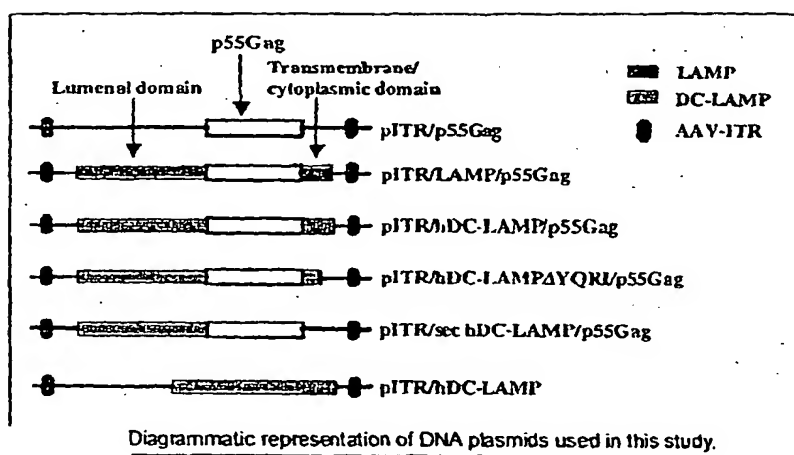 p55Gag
Lumenal domain
Transmembrane/
cytoplasmic domain
LAMP
DC-LAMP
AAV-ITR
pITR/p55Gag
pITR/LAMP/p55Gag
pITR/hDC-LAMP/p55Gag
pITR/hDC-LAMPΔYQRI/p55Gag
pITR/sec hDC-LAMP/p55Gag
pITR/hDC-LAMP
Diagrammatic representation of DNA plasmids used in this study.